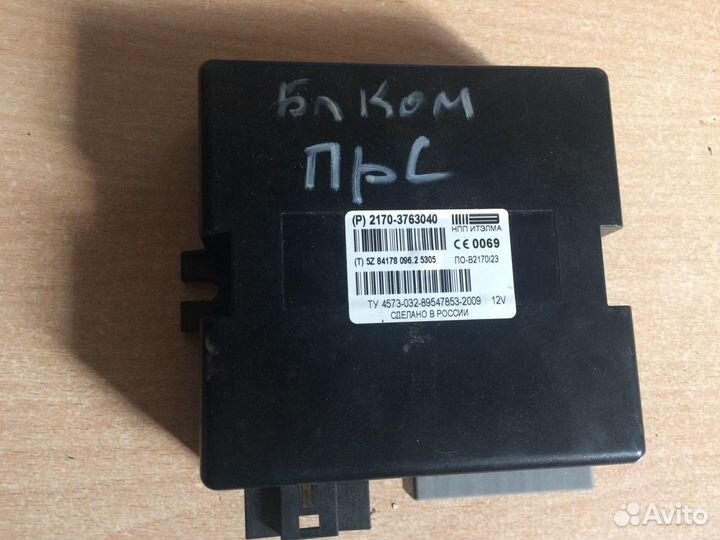 Бл КОМ
ПРС
(P) 2170-3763040
НПП ИТЭЛМА
CE 0069
(T) 5Z 84178 096.2 5305
ПО-В2170i23
ТУ 4573-032-89547853-2009 12V
СДЕЛАНО В РОССИИ
Avito